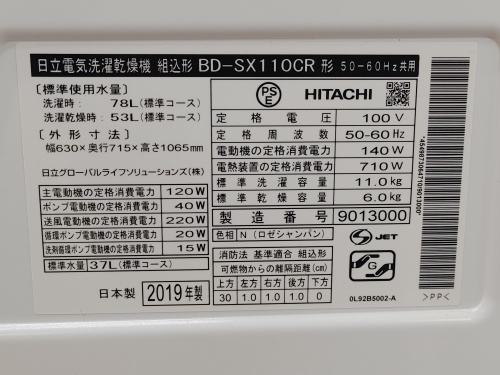 日立電気洗濯乾燥機 組込形 BD-SX110CR 形 50-60Hz共用
〔標準使用水量〕
洗濯時: 78L(標準コース)
洗濯乾燥時: 53L(標準コース)
〔外形寸法〕
幅630×奥行715×高さ1065mm
日立グローバルライフソリューションズ(株)
主電動機の定格消費電力 120W
ポンプ電動機の定格消費電力 40W
送風電動機の定格消費電力 220W
循環ポンプ電動機の定格消費電力 20W
洗剤循環ポンプ電動機の定格消費電力 15W
標準水量 37L(標準コース)
日本製 2019年製
PSE HITACHI
定格電圧 100V
定格周波数 50-60Hz
電動機の定格消費電力 140W
電熱装置の定格消費電力 710W
標準洗濯容量 11.0kg
標準乾燥容量 6.0kg
製造番号 9013000
色相 N(ロゼシャンパン)
S JET
消防法 基準適合 組込形
可燃物からの離隔距離(cm)
上方 左方 右方 前方 後方 下方
30 1.0 1.0 1.0 1.0 0
G
0L92B5002-A
>PP<